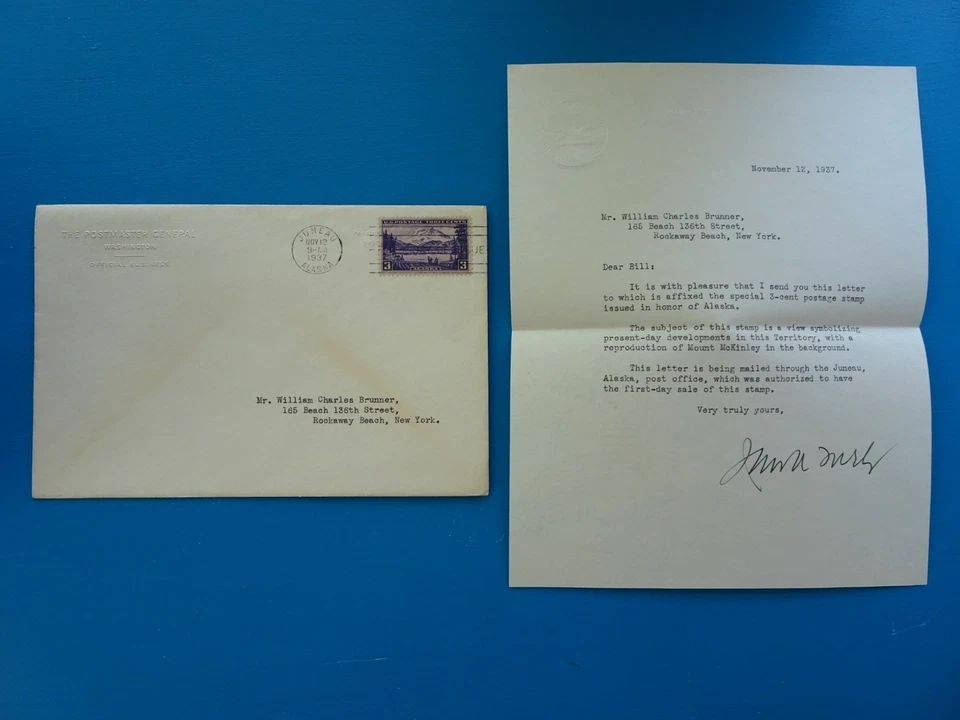 THE POSTMASTER GENERAL
WASHINGTON
OFFICIAL BUSINESS
JUNEAU
NOV 12
9-AM
1937
ALASKA
U.S. POSTAGE THREE CENTS
3 ALASKA 3
Mr. William Charles Brunner,
165 Beach 136th Street,
Rockaway Beach, New York.
November 12, 1937.
Mr. William Charles Brunner,
165 Beach 136th Street,
Rockaway Beach, New York.
Dear Bill:
It is with pleasure that I send you this letter
to which is affixed the special 3-cent postage stamp
issued in honor of Alaska.
The subject of this stamp is a view symbolizing
present-day developments in this Territory, with a
reproduction of Mount McKinley in the background.
This letter is being mailed through the Juneau,
Alaska, post office, which was authorized to have
the first-day sale of this stamp.
Very truly yours,